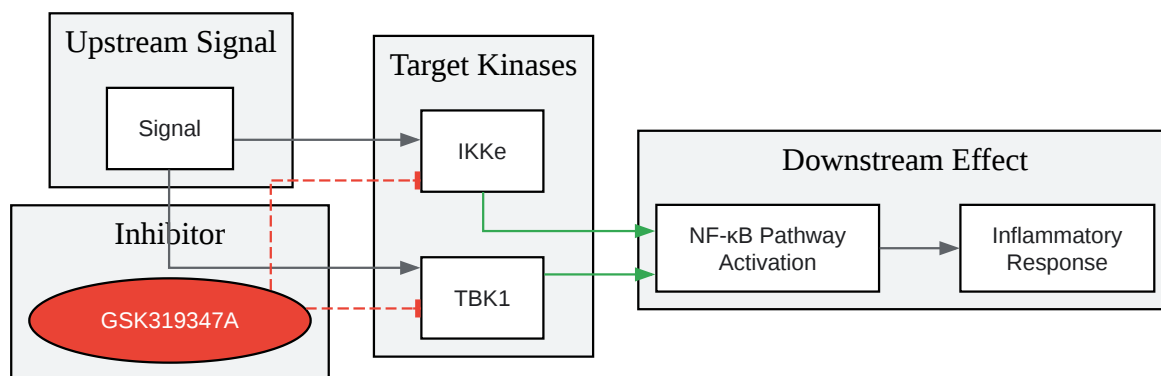 Upstream Signal
Signal
Inhibitor
GSK319347A
Target Kinases
IKKe
TBK1
Downstream Effect
NF-κB Pathway
Activation
Inflammatory
Response